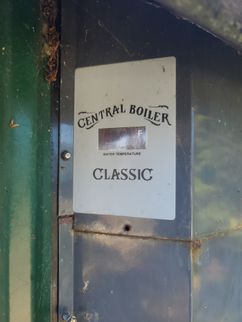 CENTRAL BOILER
F
WATER TEMPERATURE
CLASSIC